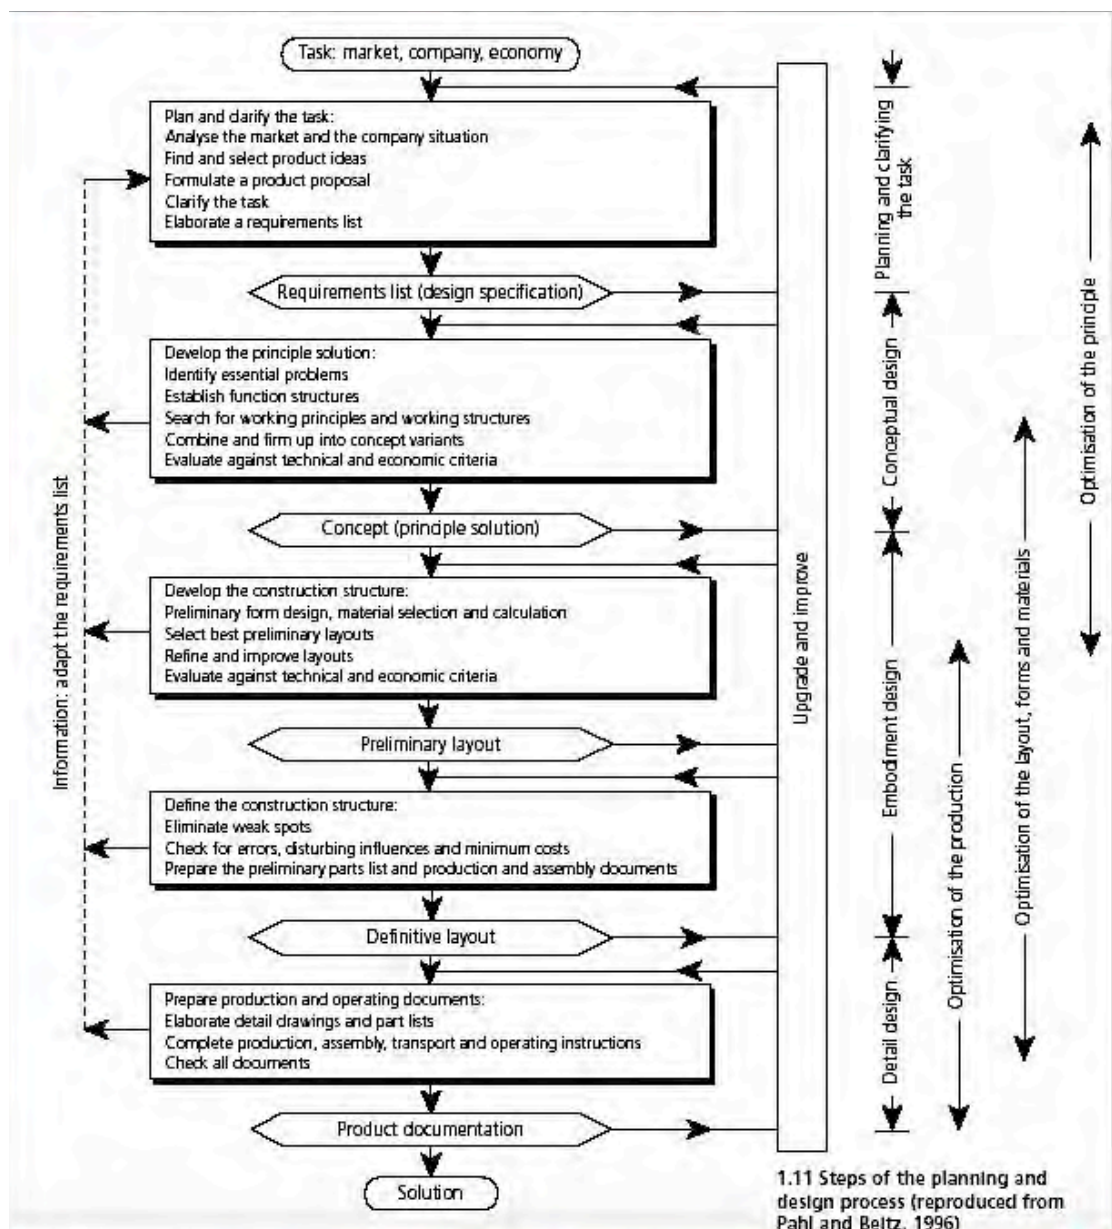 Task: market, company, economy
Plan and clarify the task:
Analyse the market and the company situation
Find and select product ideas
Formulate a product proposal
Clarify the task
Elaborate a requirements list
Requirements list (design specification)
Develop the principle solution:
Identify essential problems
Establish function structures
Search for working principles and working structures
Combine and firm up into concept variants
Evaluate against technical and economic criteria
Concept (principle solution)
Develop the construction structure:
Preliminary form design, material selection and calculation
Select best preliminary layouts
Refine and improve layouts
Evaluate against technical and economic criteria
Preliminary layout
Define the construction structure:
Eliminate weak spots
Check for errors, disturbing influences and minimum costs
Prepare the preliminary parts list and production and assembly documents
Definitive layout
Prepare production and operating documents:
Elaborate detail drawings and part lists
Complete production, assembly, transport and operating instructions
Check all documents
Product documentation
Solution
Information: adapt the requirements list
Upgrade and improve
Planning and clarifying
the task
Conceptual design
Embodiment design
Detail design
Optimisation of the production
Optimisation of the layout, forms and materials
Optimisation of the principle
1.11 Steps of the planning and
design process (reproduced from
Pahl and Beitz, 1996)